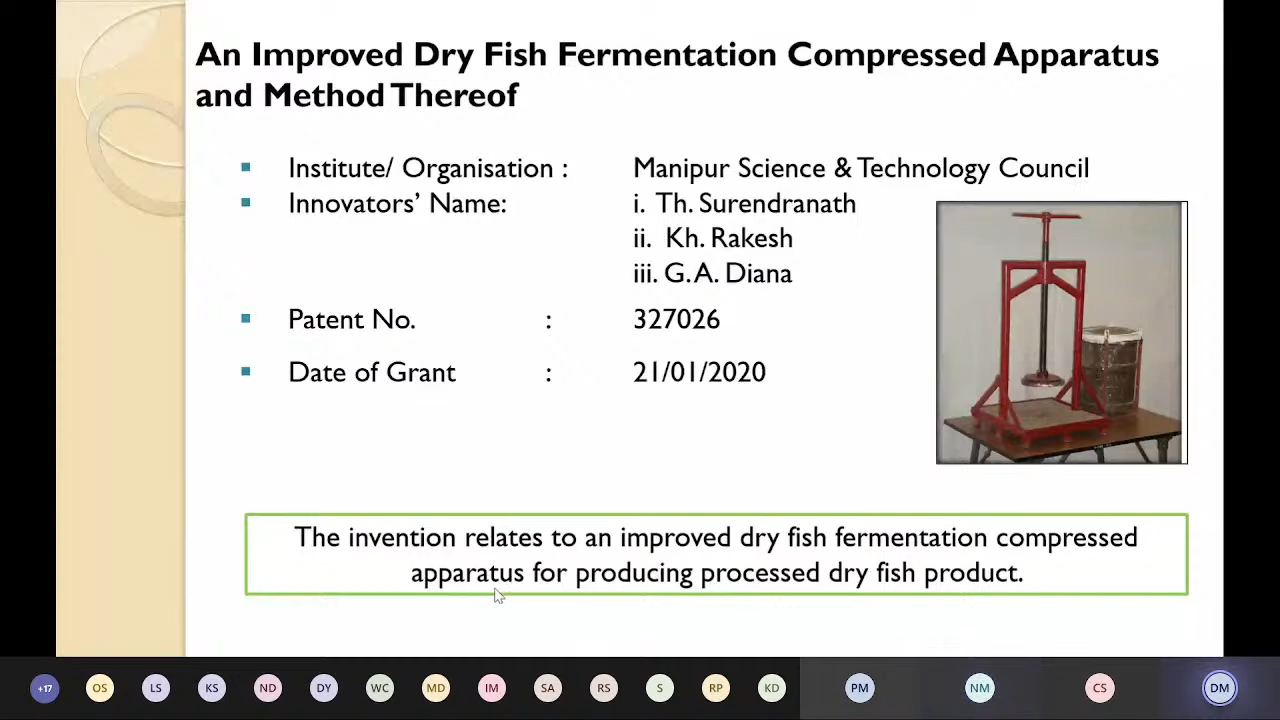 An Improved Dry Fish Fermentation Compressed Apparatus
and Method Thereof
Institute/ Organisation : Manipur Science & Technology Council
Innovators’ Name: i. Th. Surendranath
ii. Kh. Rakesh
iii. G.A. Diana
Patent No. : 327026
Date of Grant : 21/01/2020
The invention relates to an improved dry fish fermentation compressed
apparatus for producing processed dry fish product.
+17 OS LS KS ND DY WC MD IM SA RS S RP KD PM NM CS DM